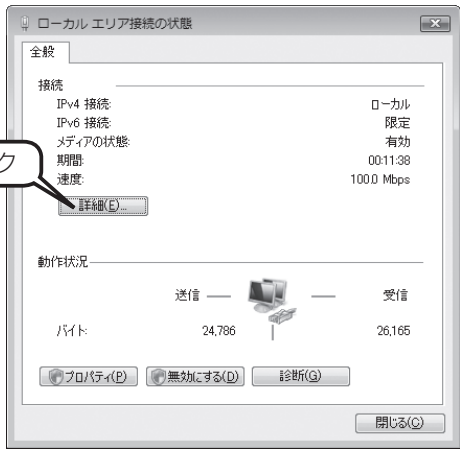 ローカル エリア接続の状態
全般
接続
IPv4 接続: ローカル
IPv6 接続: 限定
メディアの状態: 有効
期間: 00:11:38
速度: 100.0 Mbps
ク
詳細(E)...
動作状況
送信 受信
バイト: 24,786 26,165
プロパティ(P) 無効にする(D) 診断(G)
閉じる(C)